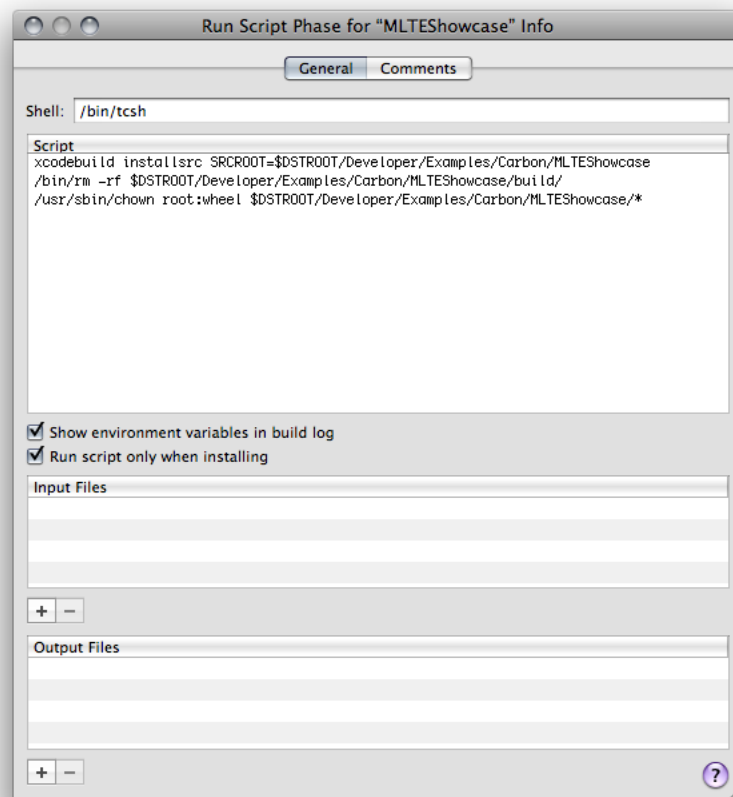 Run Script Phase for “MLTEShowcase” Info
General Comments
Shell: /bin/tcsh
Script
xcodebuild installsrc SRCROOT=$DSTROOT/Developer/Examples/Carbon/MLTEShowcase
/bin/rm -rf $DSTROOT/Developer/Examples/Carbon/MLTEShowcase/build/
/usr/sbin/chown root:wheel $DSTROOT/Developer/Examples/Carbon/MLTEShowcase/*
Show environment variables in build log
Run script only when installing
Input Files
+ −
Output Files
+ −
?